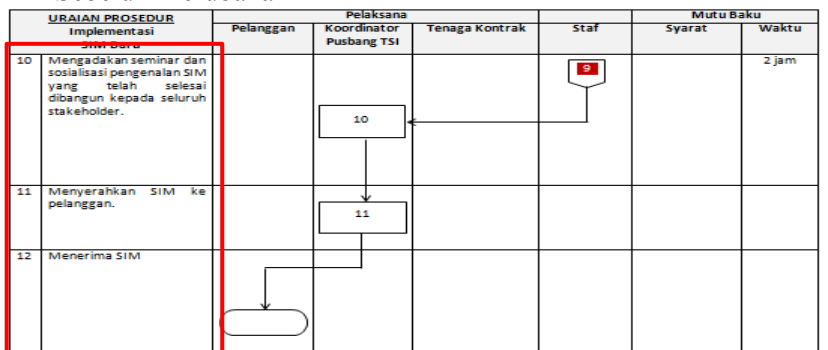 URAIAN PROSEDUR
Implementasi
SIM Baru
Pelaksana
Mutu Baku
Pelanggan
Koordinator
Pusbang TSI
Tenaga Kontrak
Staf
Syarat
Waktu
10
Mengadakan seminar dan
sosialisasi pengenalan SIM
yang telah selesai
dibangun kepada seluruh
stakeholder.
9
2 jam
10
11
Menyerahkan SIM ke
pelanggan.
11
12
Menerima SIM